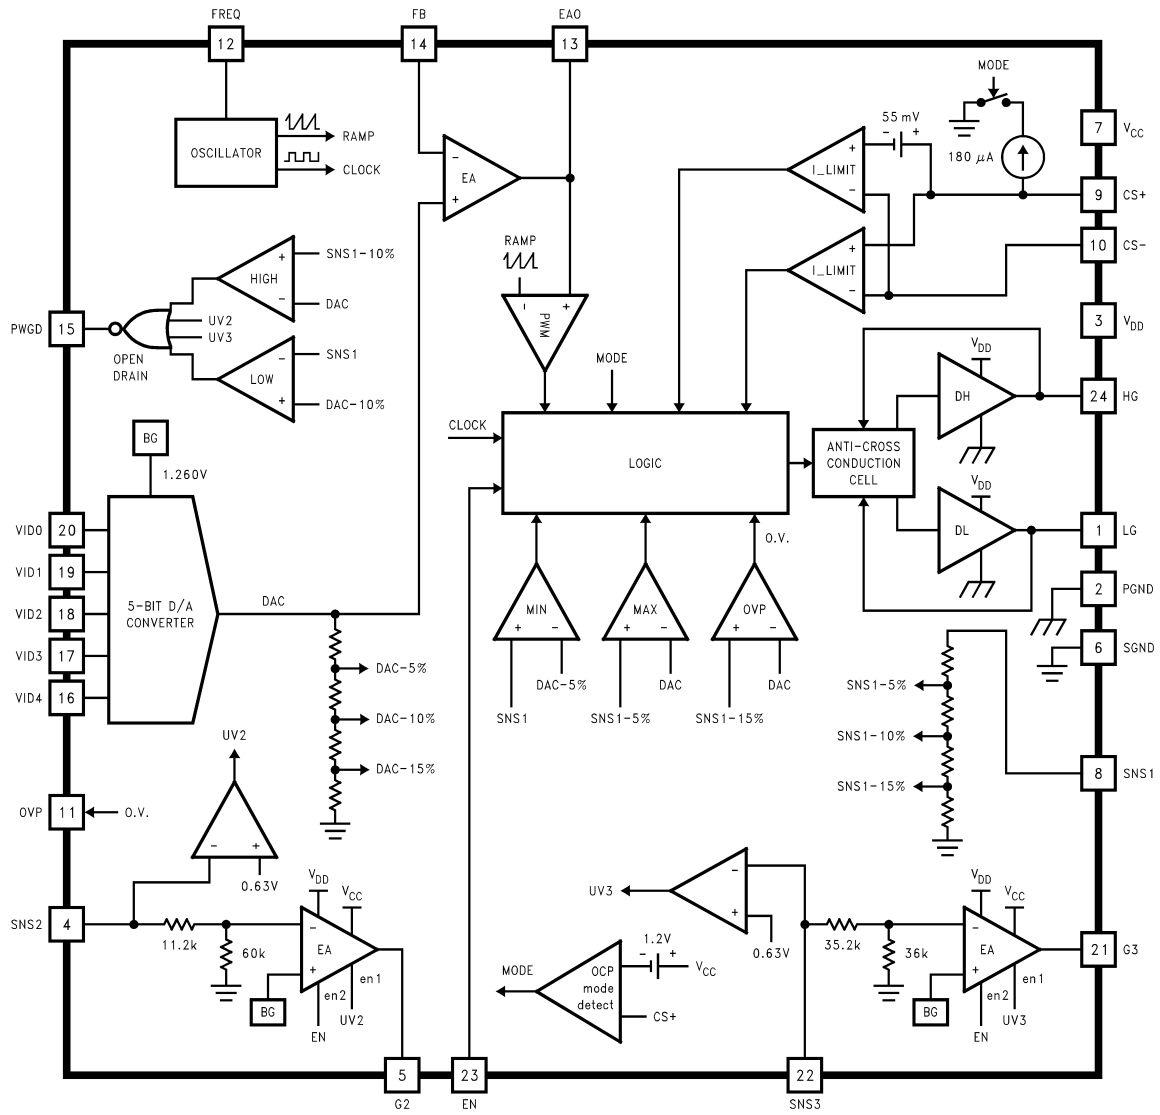 FREQ
FB
EAO
12
14
13
MODE
OSCILLATOR
RAMP
CLOCK
EA
−
+
55 mV
− +
180 µA
I_LIMIT
+
−
7
VCC
9
CS+
I_LIMIT
+
−
10
CS−
HIGH
+
−
SNS1−10%
DAC
RAMP
PWM
− +
3
VDD
PWGD
15
UV2
UV3
OPEN
DRAIN
LOW
−
+
SNS1
DAC−10%
MODE
VDD
DH
24
HG
BG
1.260V
CLOCK
LOGIC
ANTI−CROSS
CONDUCTION
CELL
VDD
DL
1
LG
VID0
20
VID1
19
VID2
18
VID3
17
VID4
16
5−BIT D/A
CONVERTER
DAC
O.V.
MIN
+ −
MAX
+ −
OVP
+ −
2
PGND
6
SGND
DAC−5%
DAC−10%
DAC−15%
DAC−5%
SNS1
DAC
SNS1−5%
DAC
SNS1−15%
SNS1−5%
SNS1−10%
SNS1−15%
8
SNS1
UV2
− +
0.63V
OVP
11
O.V.
SNS2
4
11.2k
60k
VDD
VCC
EA
−
+
BG
en2
en1
EN
UV2
UV3
−
+
0.63V
MODE
OCP
mode
detect
1.2V
− +
VCC
CS+
35.2k
36k
VDD
VCC
EA
−
+
BG
en2
en1
EN
UV3
21
G3
5
G2
23
EN
22
SNS3